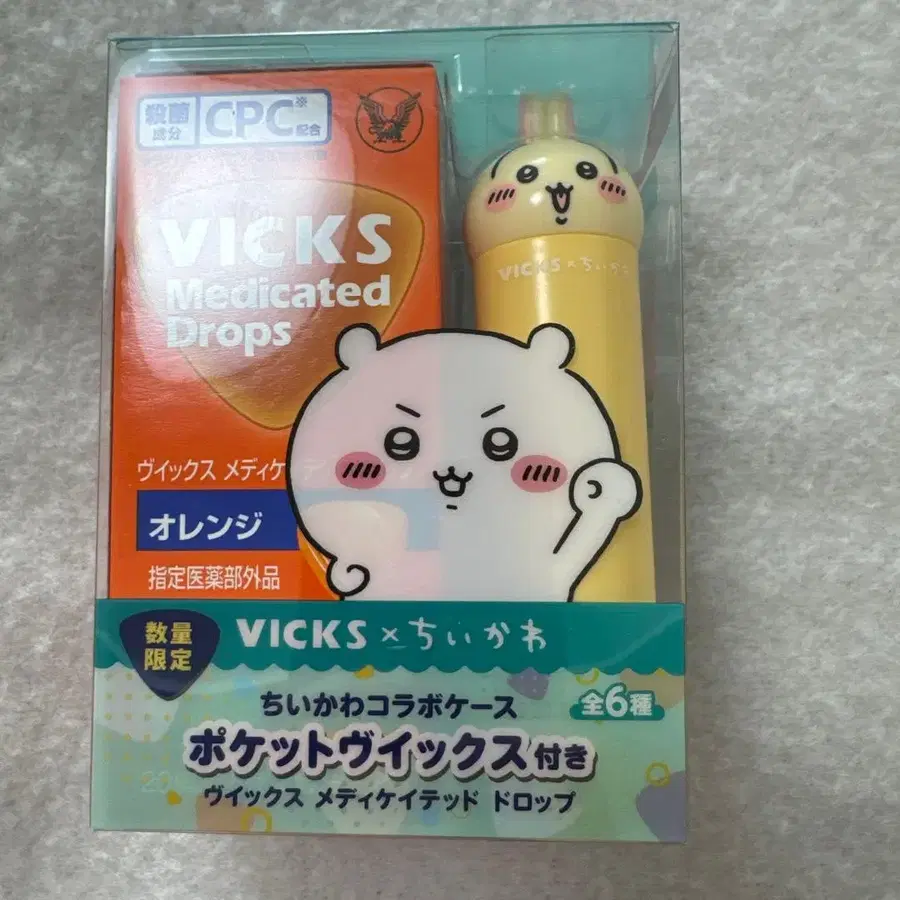 殺菌
成分
CPC※
配合
VICKS
Medicated
Drops
ヴイックス メディケ
オレンジ
指定医薬部外品
VICKS×ちいかわ
数量
限定
VICKS×ちいかわ
ちいかわコラボケース
全6種
ポケットヴイックス付き
ヴイックス メディケイテッド ドロップ